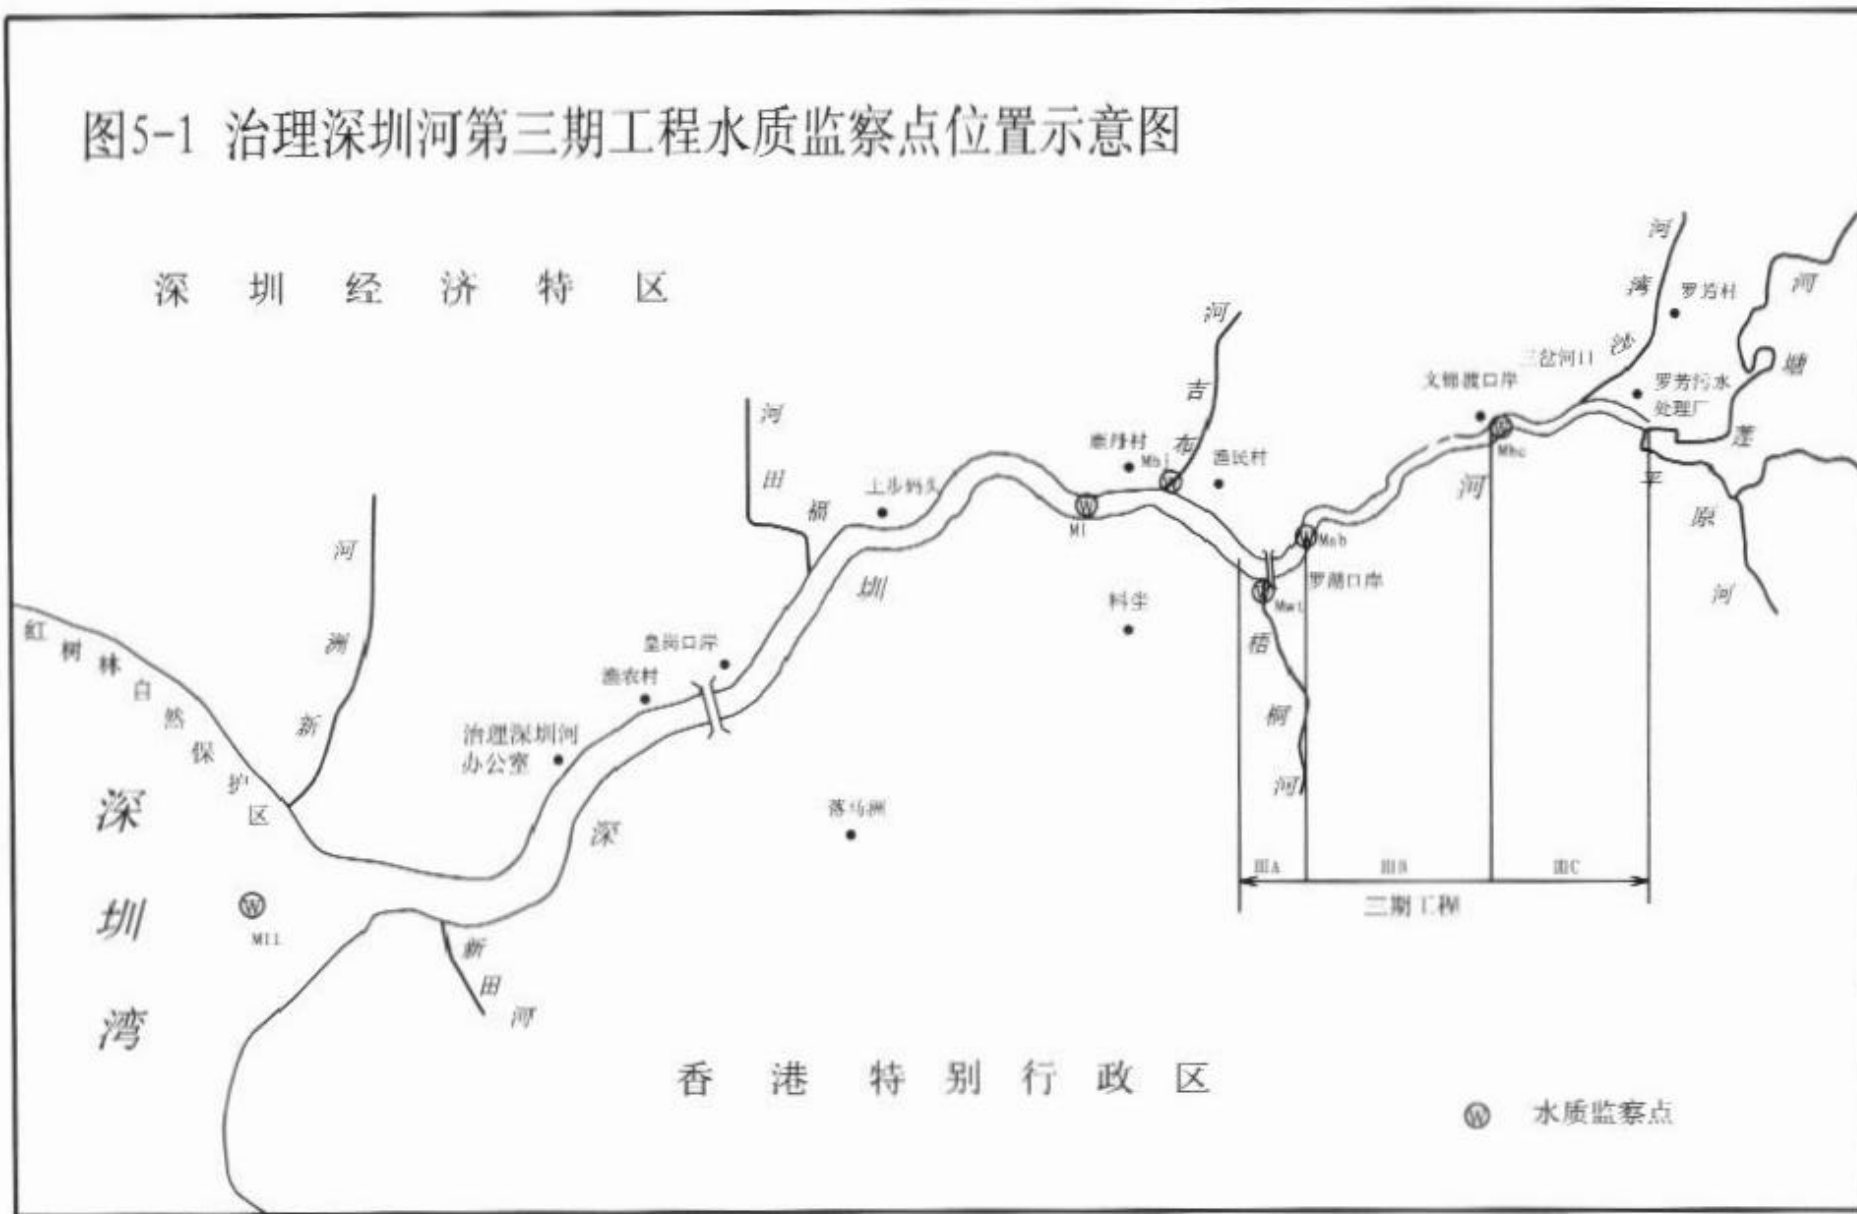 图5-1 治理深圳河第三期工程水质监察点位置示意图
深圳经济特区
河湾沙
罗芳村
河塘莲
三岔河口
文锦渡口岸
罗芳污水
处理厂
河吉布
河田福
鹿丹村
渔民村
上步码头
河
平原河
圳
罗湖口岸
河洲新
皇岗口岸
渔农村
治理深圳河
办公室
梧桐河
红树林自然保护区
深
落马洲
深圳湾
ⅢA
ⅢB
ⅢC
三期工程
新田河
香港特别行政区
Ⓦ 水质监察点